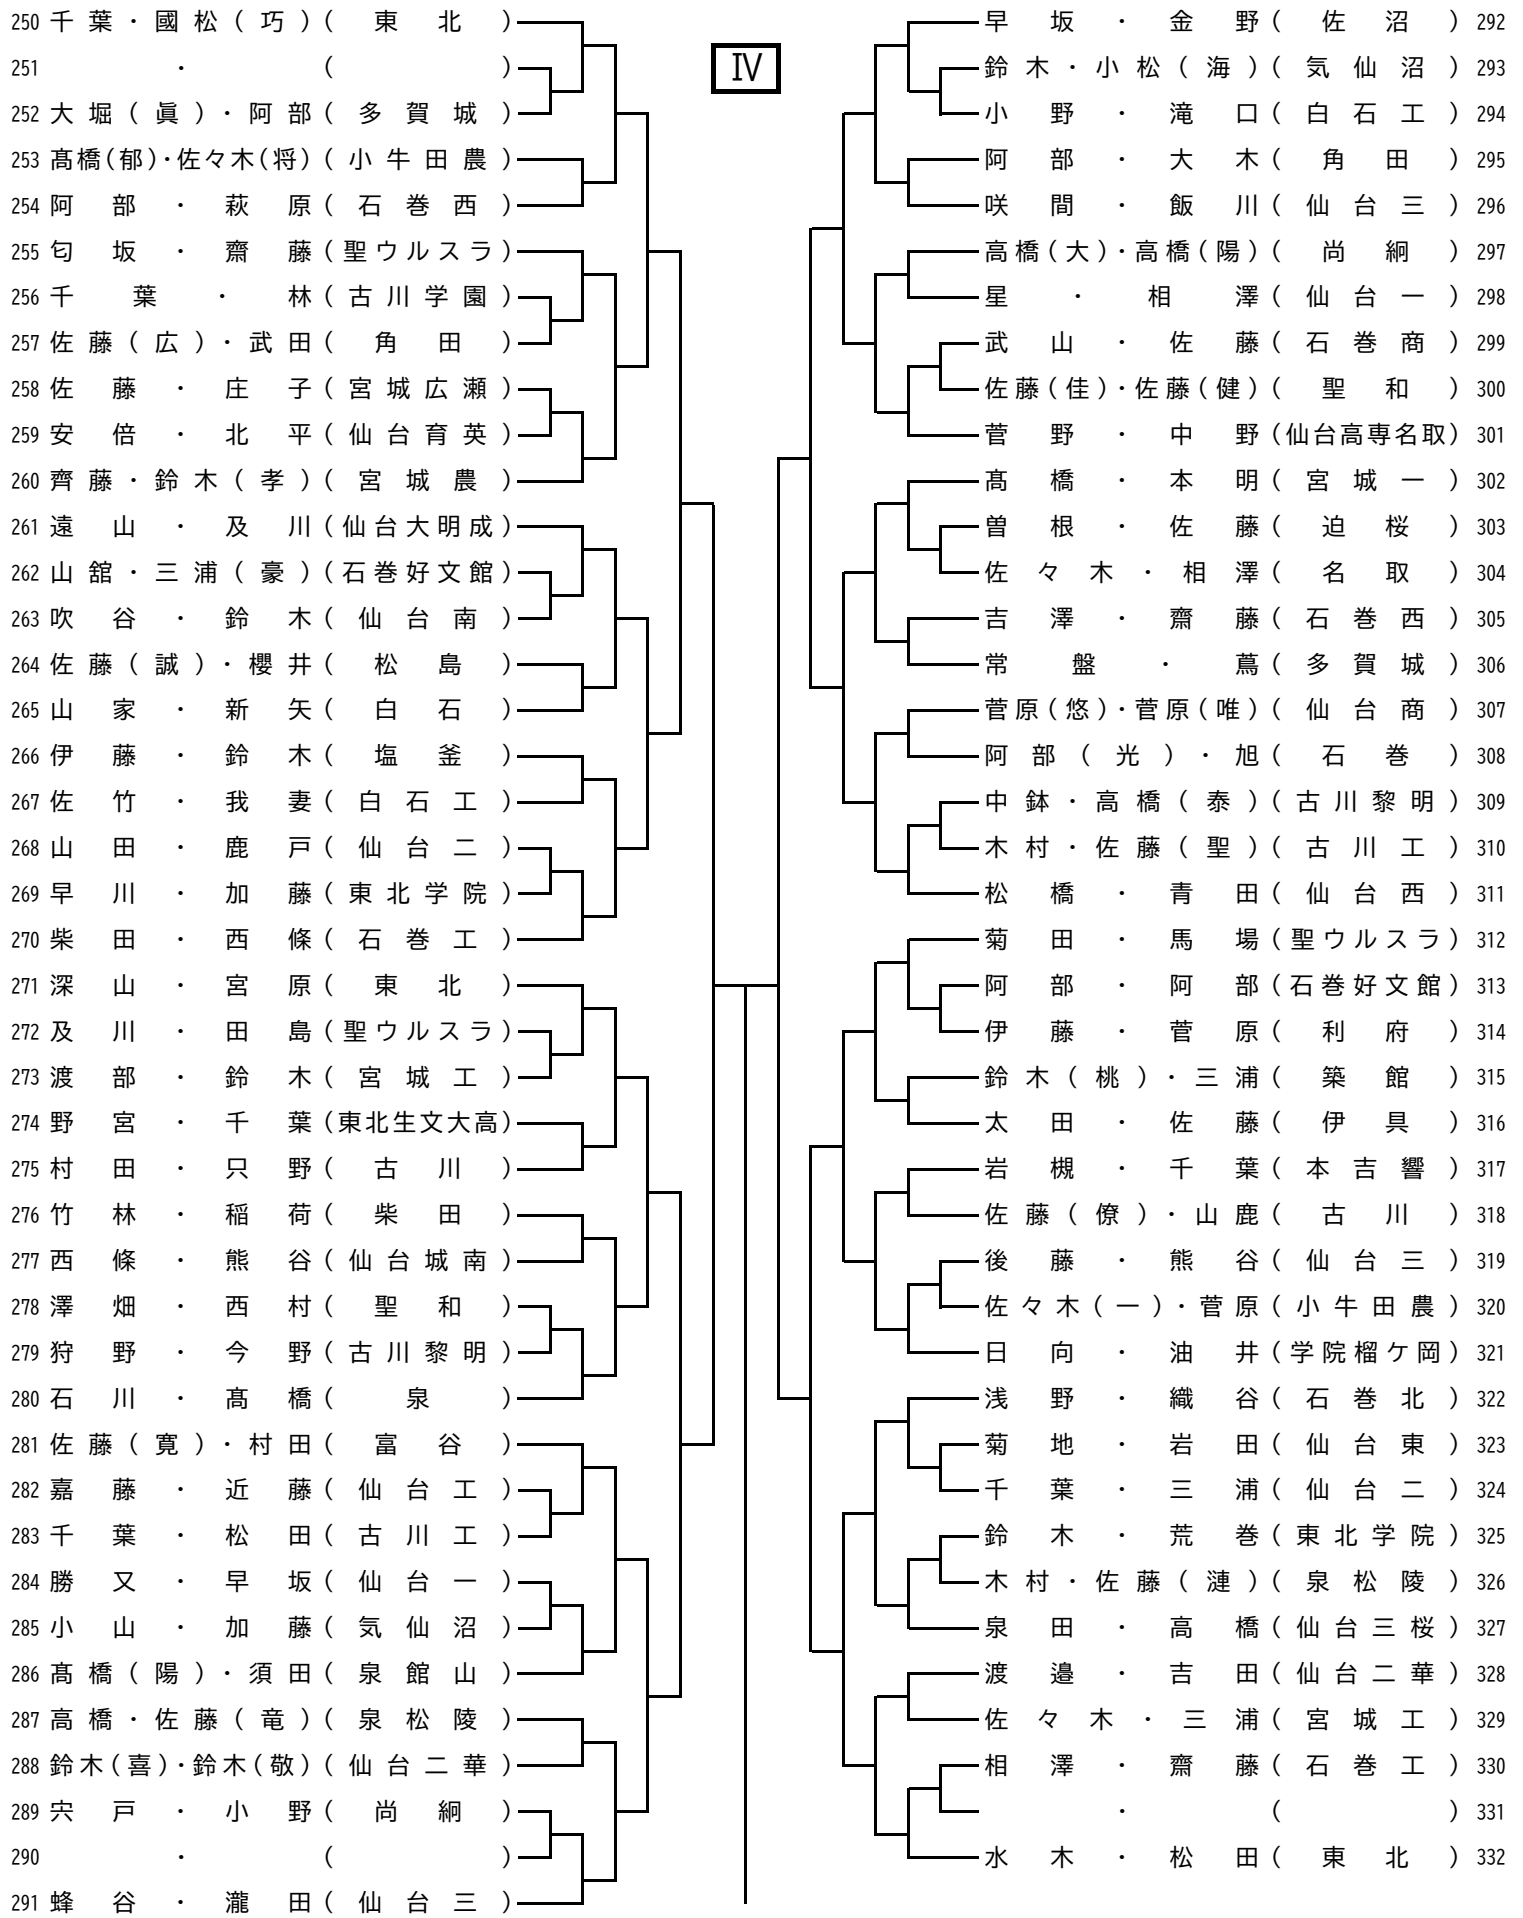 Ⅳ
250 千葉・國松(巧)(東北)
251 ・ ( )
252 大堀(眞)・阿部(多賀城)
253 髙橋(郁)・佐々木(将)(小牛田農)
254 阿部・萩原(石巻西)
255 匂坂・齋藤(聖ウルスラ)
256 千葉・林(古川学園)
257 佐藤(広)・武田(角田)
258 佐藤・庄子(宮城広瀬)
259 安倍・北平(仙台育英)
260 齊藤・鈴木(孝)(宮城農)
261 遠山・及川(仙台大明成)
262 山舘・三浦(豪)(石巻好文館)
263 吹谷・鈴木(仙台南)
264 佐藤(誠)・櫻井(松島)
265 山家・新矢(白石)
266 伊藤・鈴木(塩釜)
267 佐竹・我妻(白石工)
268 山田・鹿戸(仙台二)
269 早川・加藤(東北学院)
270 柴田・西條(石巻工)
271 深山・宮原(東北)
272 及川・田島(聖ウルスラ)
273 渡部・鈴木(宮城工)
274 野宮・千葉(東北生文大高)
275 村田・只野(古川)
276 竹林・稲荷(柴田)
277 西條・熊谷(仙台城南)
278 澤畑・西村(聖和)
279 狩野・今野(古川黎明)
280 石川・髙橋(泉)
281 佐藤(寛)・村田(富谷)
282 嘉藤・近藤(仙台工)
283 千葉・松田(古川工)
284 勝又・早坂(仙台一)
285 小山・加藤(気仙沼)
286 髙橋(陽)・須田(泉館山)
287 高橋・佐藤(竜)(泉松陵)
288 鈴木(喜)・鈴木(敬)(仙台二華)
289 宍戸・小野(尚絅)
290 ・ ( )
291 蜂谷・瀧田(仙台三)
早坂・金野(佐沼) 292
鈴木・小松(海)(気仙沼) 293
小野・滝口(白石工) 294
阿部・大木(角田) 295
咲間・飯川(仙台三) 296
高橋(大)・高橋(陽)(尚絅) 297
星・相澤(仙台一) 298
武山・佐藤(石巻商) 299
佐藤(佳)・佐藤(健)(聖和) 300
菅野・中野(仙台高専名取) 301
髙橋・本明(宮城一) 302
曽根・佐藤(迫桜) 303
佐々木・相澤(名取) 304
吉澤・齋藤(石巻西) 305
常盤・蔦(多賀城) 306
菅原(悠)・菅原(唯)(仙台商) 307
阿部(光)・旭(石巻) 308
中鉢・高橋(泰)(古川黎明) 309
木村・佐藤(聖)(古川工) 310
松橋・青田(仙台西) 311
菊田・馬場(聖ウルスラ) 312
阿部・阿部(石巻好文館) 313
伊藤・菅原(利府) 314
鈴木(桃)・三浦(築館) 315
太田・佐藤(伊具) 316
岩槻・千葉(本吉響) 317
佐藤(僚)・山鹿(古川) 318
後藤・熊谷(仙台三) 319
佐々木(一)・菅原(小牛田農) 320
日向・油井(学院榴ケ岡) 321
浅野・織谷(石巻北) 322
菊地・岩田(仙台東) 323
千葉・三浦(仙台二) 324
鈴木・荒巻(東北学院) 325
木村・佐藤(漣)(泉松陵) 326
泉田・高橋(仙台三桜) 327
渡邉・吉田(仙台二華) 328
佐々木・三浦(宮城工) 329
相澤・齋藤(石巻工) 330
・ ( ) 331
水木・松田(東北) 332